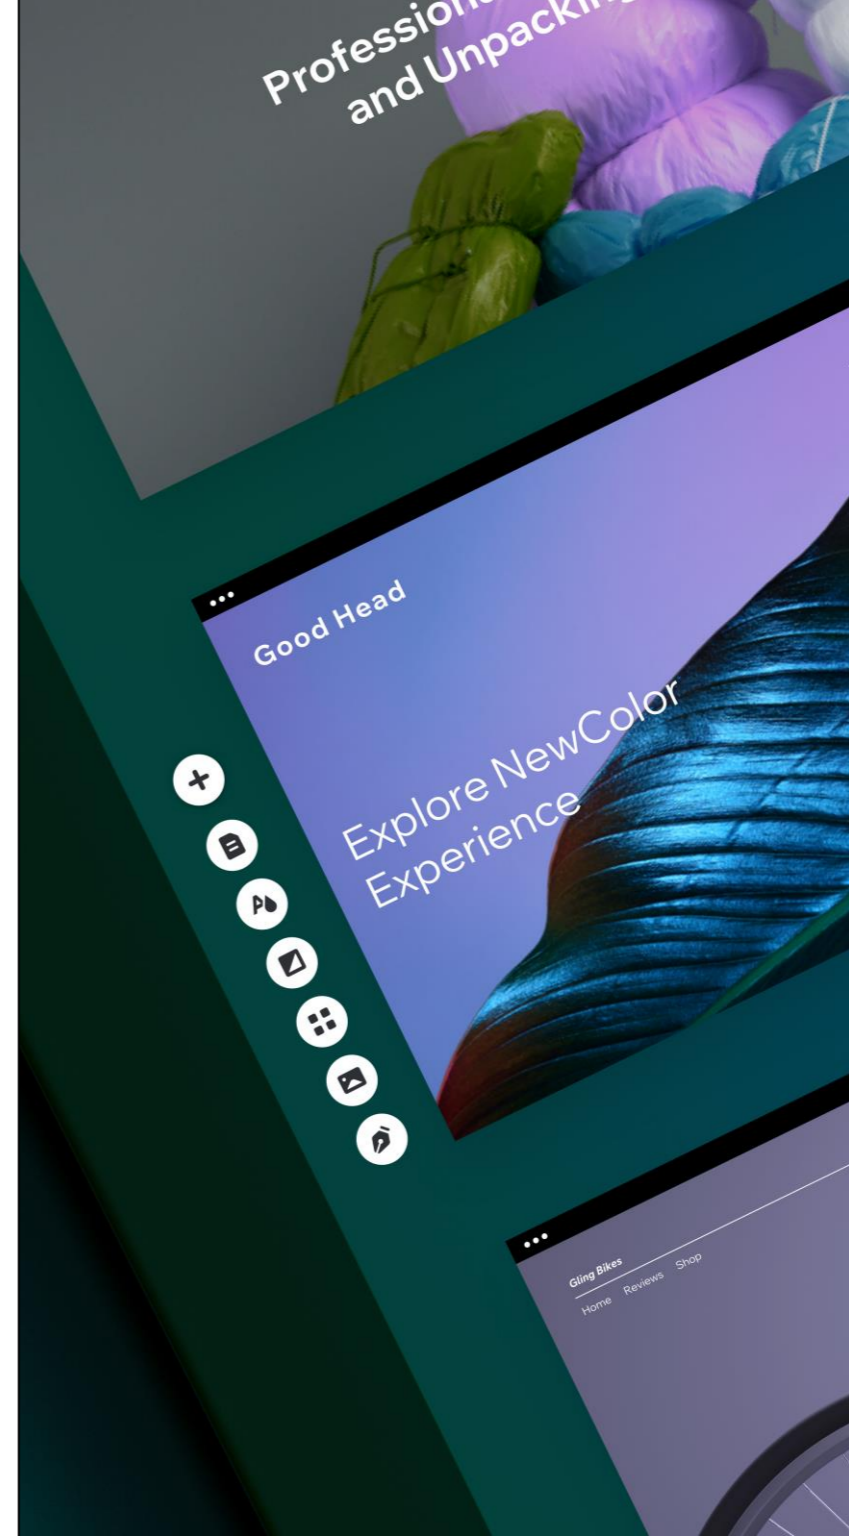 and Unpacking
Good Head
Explore NewColor
Experience
Gling Bikes
Home Reviews Shop